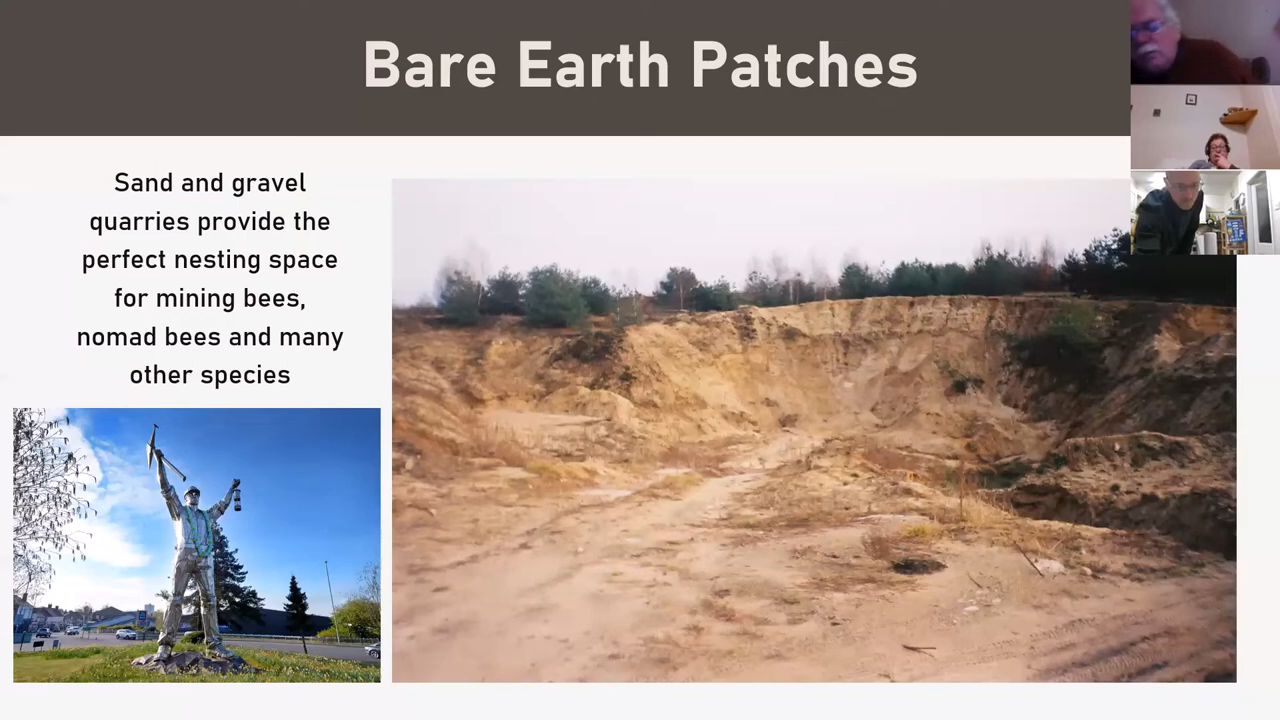 Bare Earth Patches
Sand and gravel
quarries provide the
perfect nesting space
for mining bees,
nomad bees and many
other species